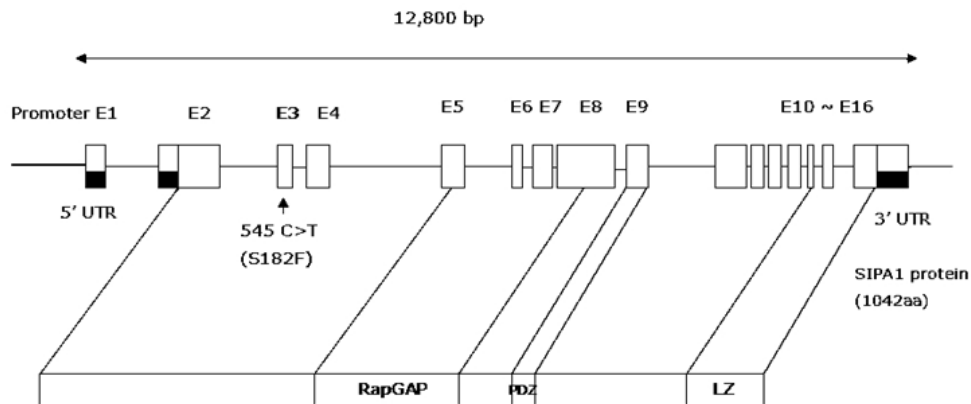 12,800 bp
Promoter E1 E2 E3 E4 E5 E6 E7 E8 E9 E10 ~ E16
5' UTR
545 C>T
(S182F)
3' UTR
SIPA1 protein
(1042aa)
RapGAP PDZ LZ